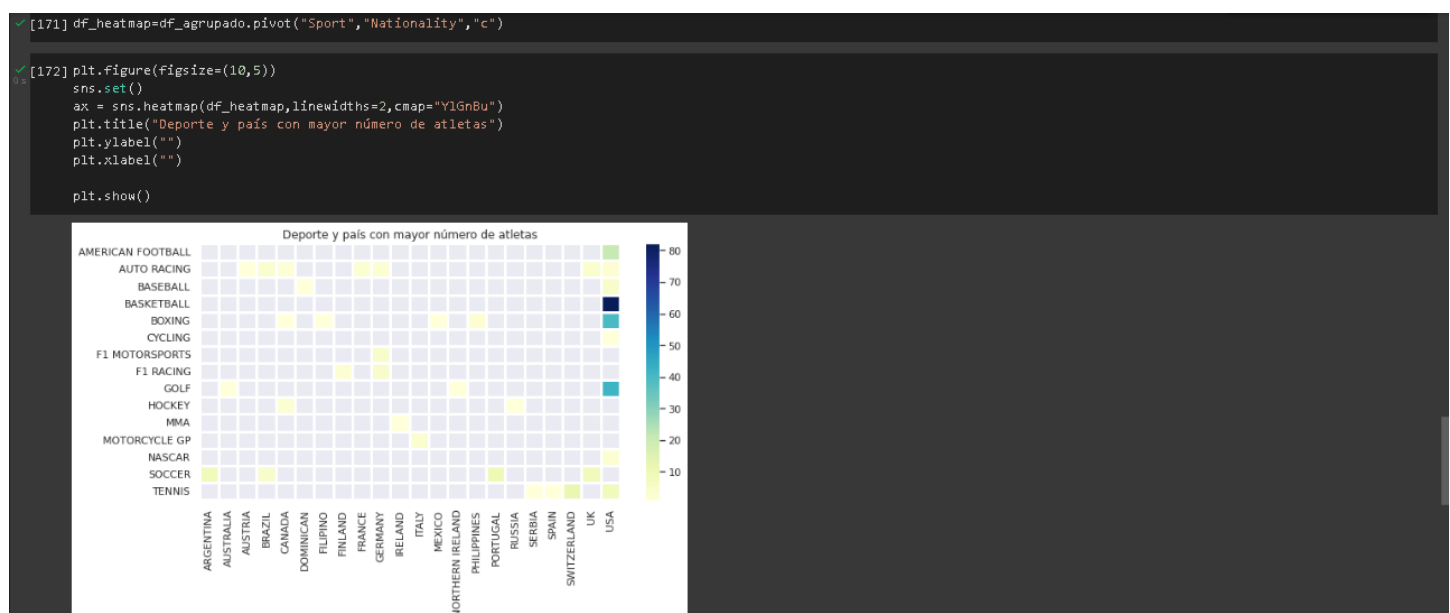 [171] df_heatmap=df_agrupado.pivot("Sport","Nationality","c")
[172] plt.figure(figsize=(10,5))
0s
sns.set()
ax = sns.heatmap(df_heatmap,linewidths=2,cmap="YlGnBu")
plt.title("Deporte y país con mayor número de atletas")
plt.ylabel("")
plt.xlabel("")
plt.show()
Deporte y país con mayor número de atletas
AMERICAN FOOTBALL
AUTO RACING
BASEBALL
BASKETBALL
BOXING
CYCLING
F1 MOTORSPORTS
F1 RACING
GOLF
HOCKEY
MMA
MOTORCYCLE GP
NASCAR
SOCCER
TENNIS
80
70
60
50
40
30
20
10
ARGENTINA
AUSTRALIA
AUSTRIA
BRAZIL
CANADA
DOMINICAN
FILIPINO
FINLAND
FRANCE
GERMANY
IRELAND
ITALY
MEXICO
NORTHERN IRELAND
PHILIPPINES
PORTUGAL
RUSSIA
SERBIA
SPAIN
SWITZERLAND
UK
USA